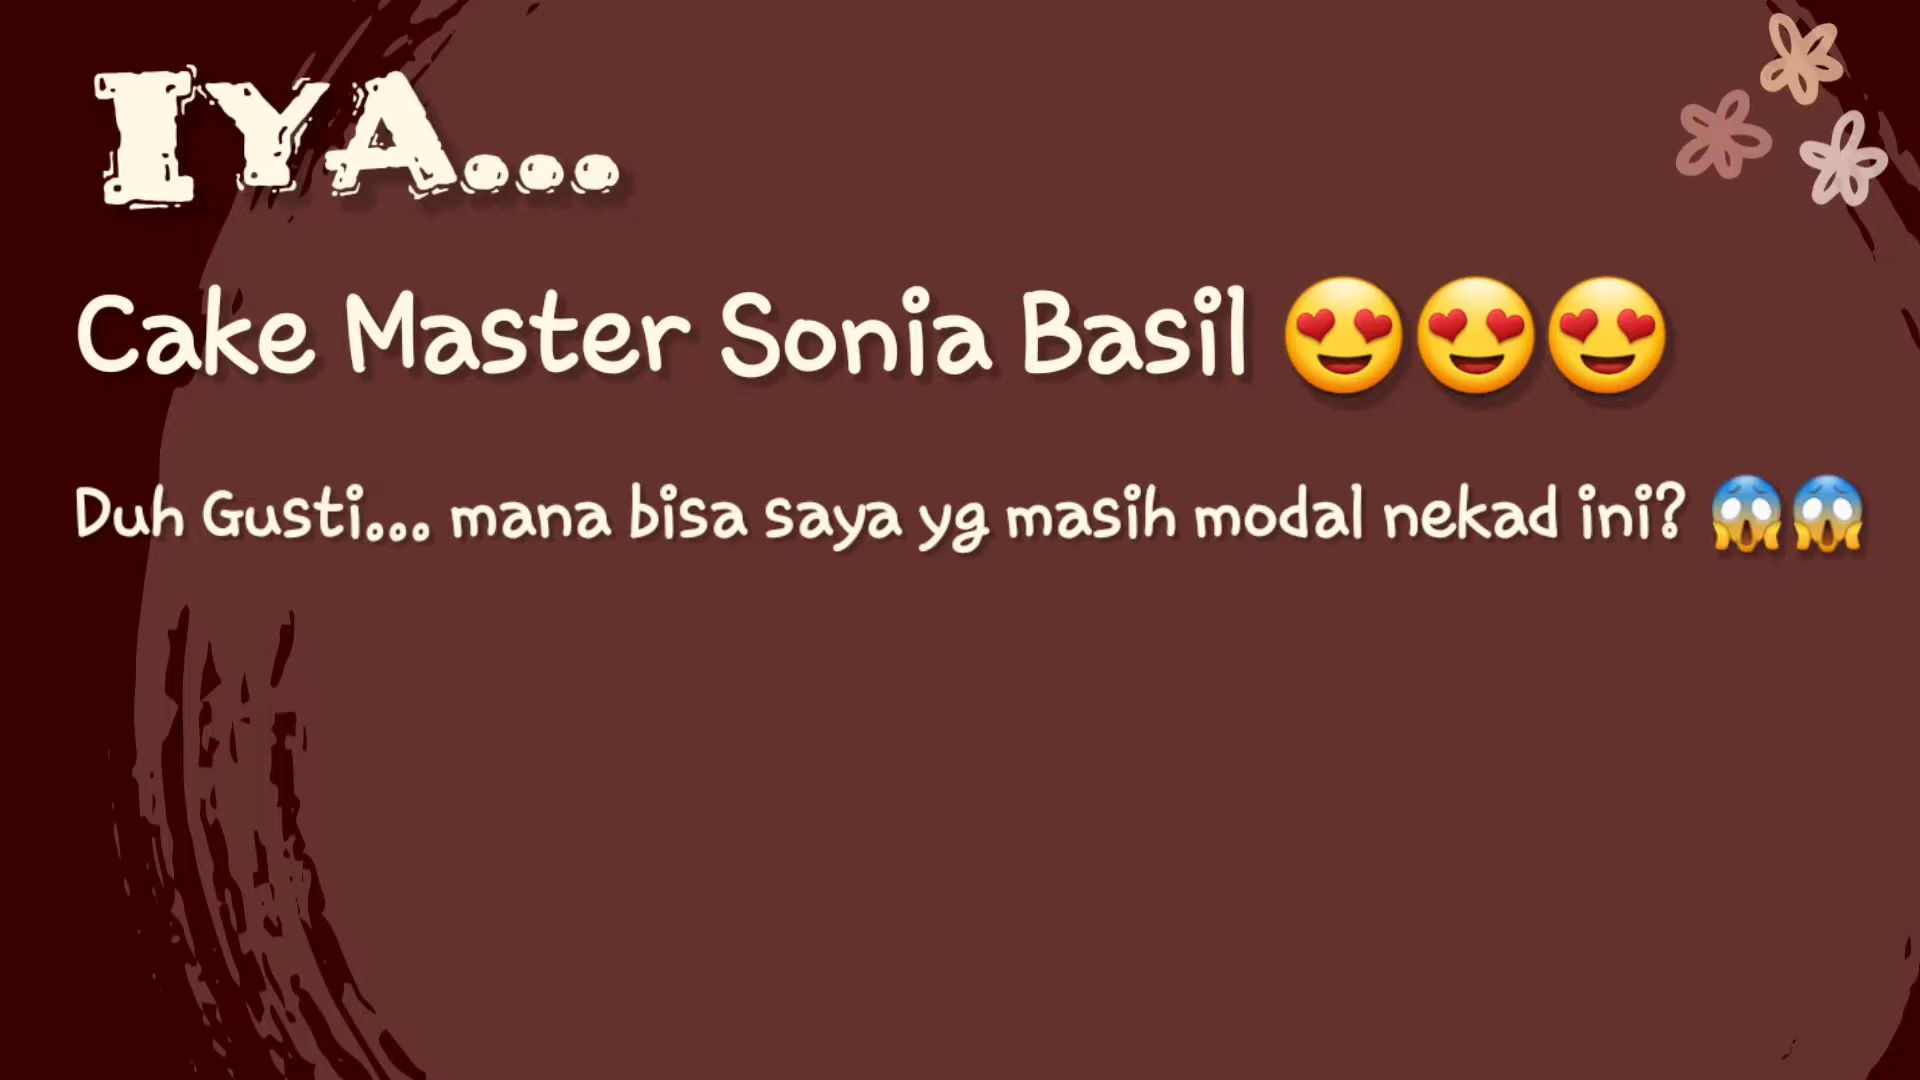 IYA...
Cake Master Sonia Basil 😍😍😍
Duh Gusti... mana bisa saya yg masih modal nekad ini? 😱😱